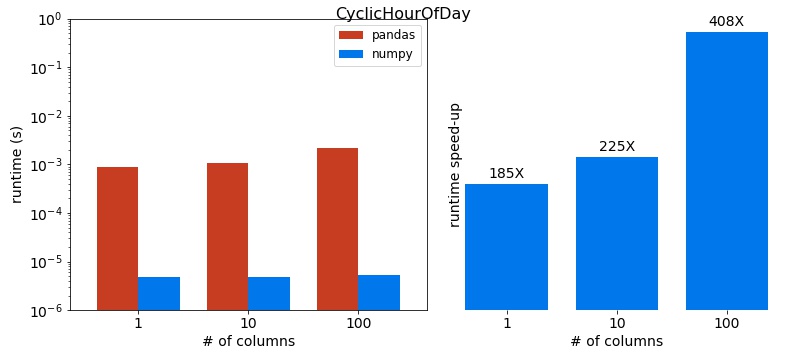 CyclicHourOfDay
pandas
numpy
10⁰
10⁻¹
10⁻²
10⁻³
10⁻⁴
10⁻⁵
10⁻⁶
runtime (s)
1 10 100
# of columns
runtime speed-up
185X
225X
408X
1 10 100
# of columns